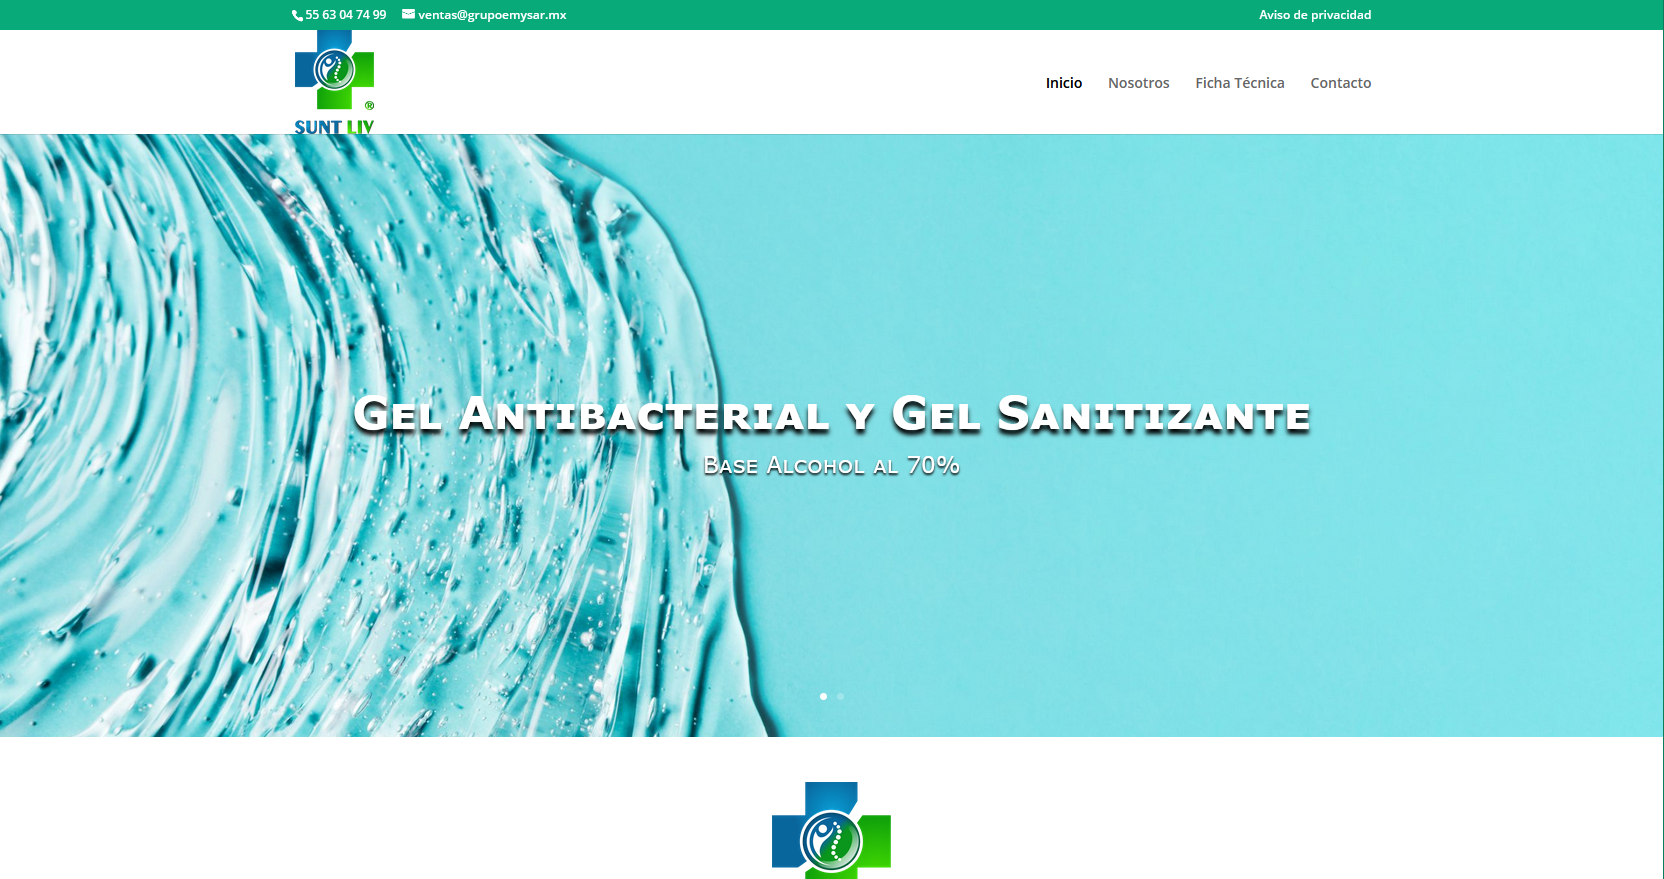 55 63 04 74 99 ventas@grupoemysar.mx Aviso de privacidad
SUNT LIV ®
Inicio Nosotros Ficha Técnica Contacto
Gel Antibacterial y Gel Sanitizante
Base Alcohol al 70%